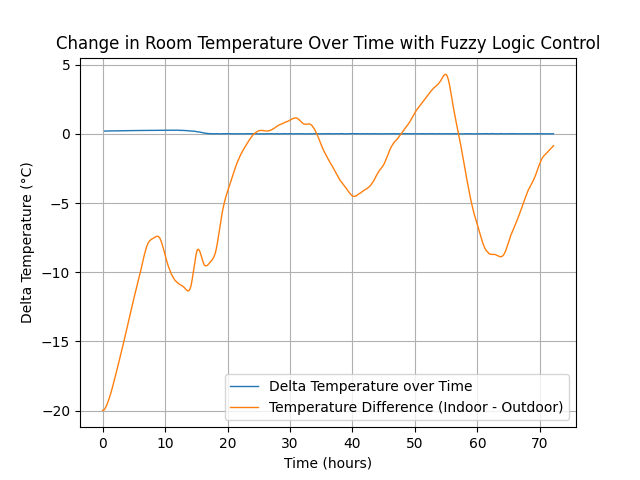 Change in Room Temperature Over Time with Fuzzy Logic Control
5
0
−5
−10
−15
−20
Delta Temperature (°C)
Delta Temperature over Time
Temperature Difference (Indoor - Outdoor)
0 10 20 30 40 50 60 70
Time (hours)